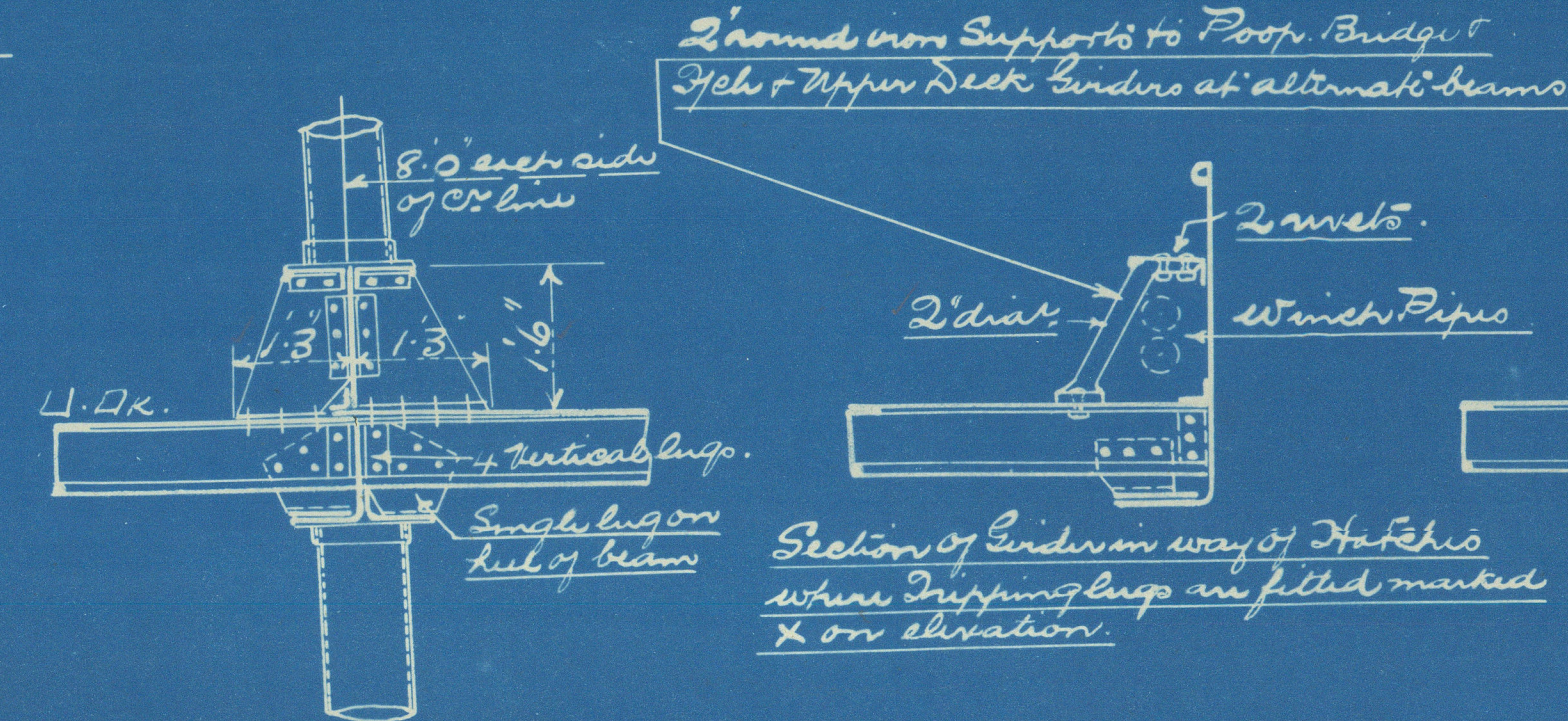 2" round iron Supports to Poop. Bridge &
F'cle & Upper Deck Girders at alternate beams
8'.0" each side
of Cr line
2 rivets.
2" diar
Winch Pipes
1'.3"
1'.3"
1'.6"
U. DK.
4 Vertical lugs.
Single lug on
heel of beam
Section of Girder in way of Hatches
where Tripping lugs are fitted marked
X on elevation.